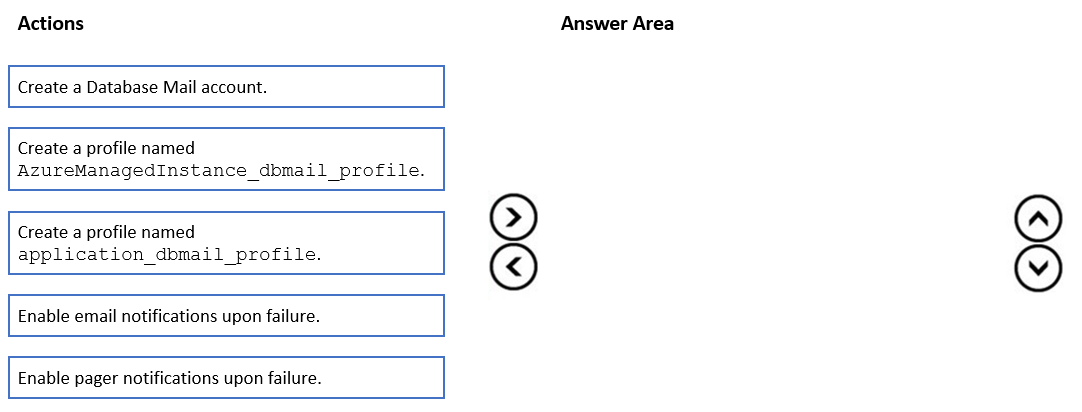 Actions
Answer Area
Create a Database Mail account.
Create a profile named
AzureManagedInstance_dbmail_profile.
Create a profile named
application_dbmail_profile.
Enable email notifications upon failure.
Enable pager notifications upon failure.